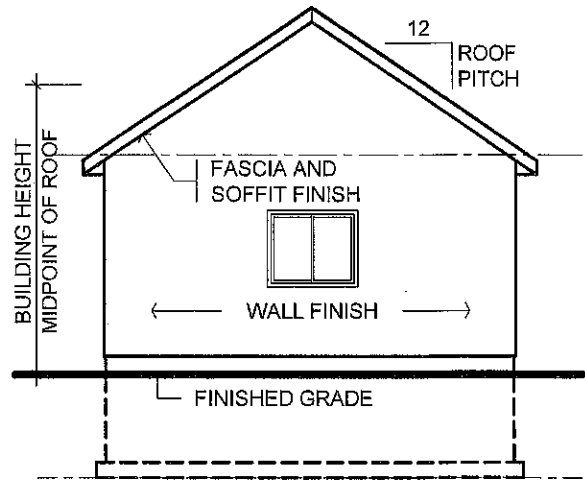 12
ROOF
PITCH
FASCIA AND
SOFFIT FINISH
BUILDING HEIGHT
MIDPOINT OF ROOF
WALL FINISH
FINISHED GRADE